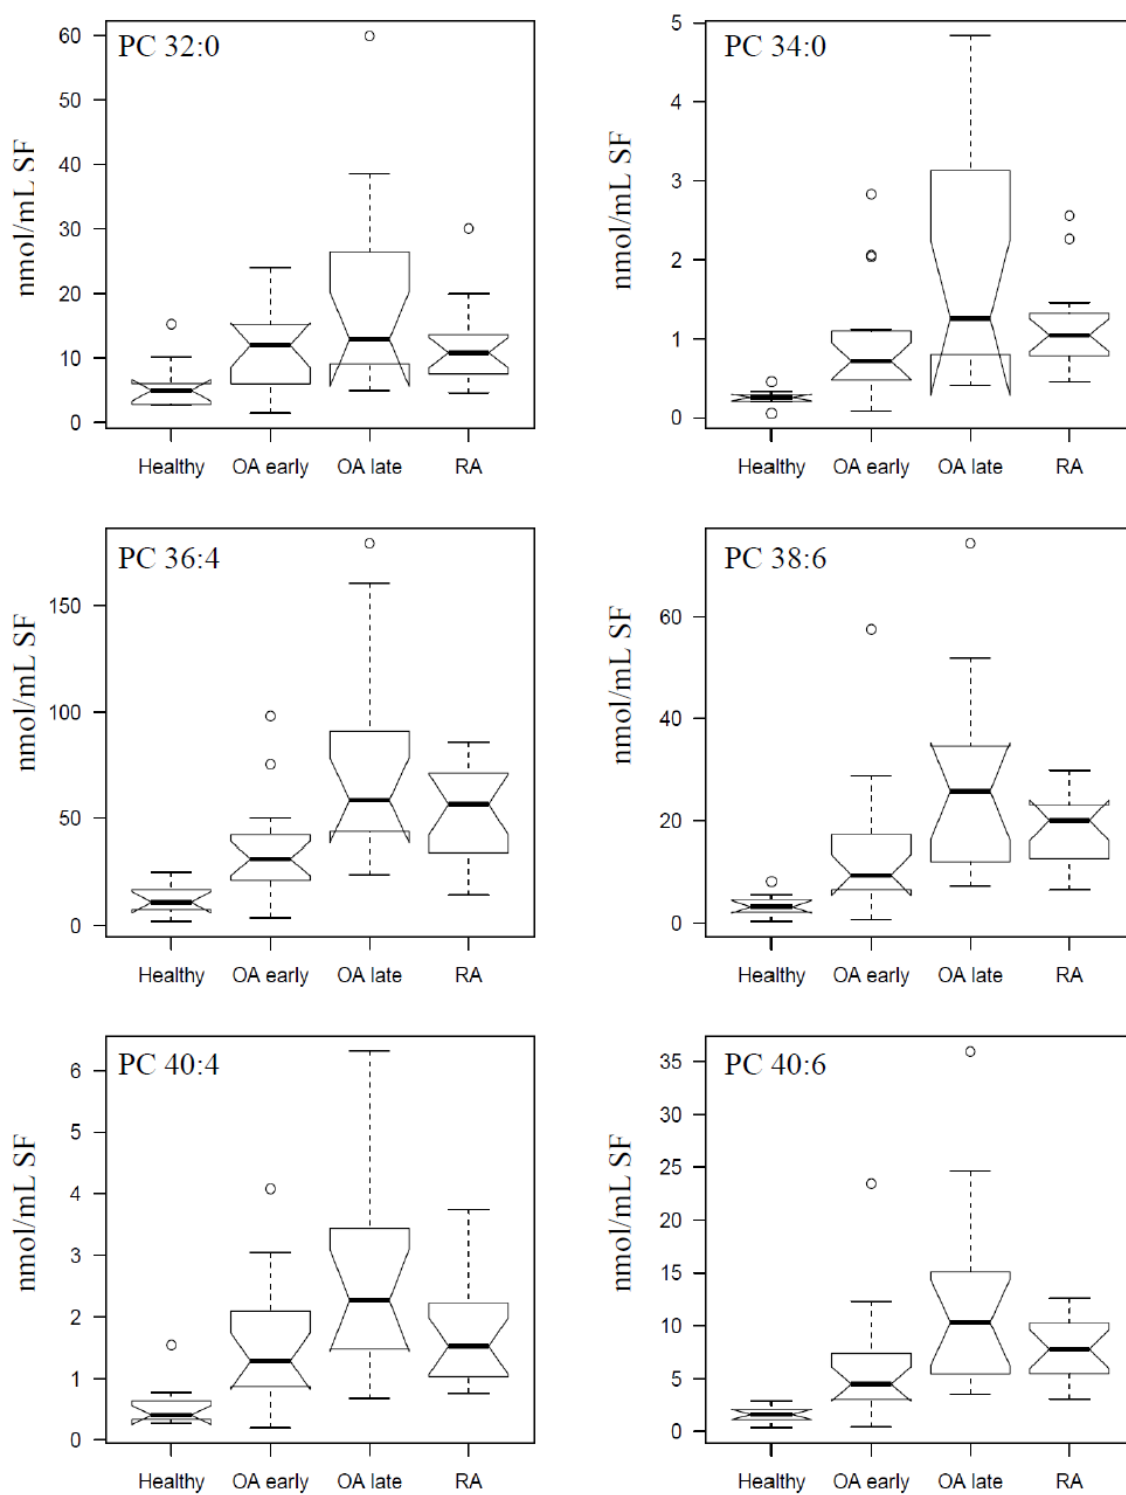 PC 32:0
nmol/mL SF
60
50
40
30
20
10
0
Healthy OA early OA late RA
PC 34:0
nmol/mL SF
5
4
3
2
1
0
Healthy OA early OA late RA
PC 36:4
nmol/mL SF
150
100
50
0
Healthy OA early OA late RA
PC 38:6
nmol/mL SF
60
40
20
0
Healthy OA early OA late RA
PC 40:4
nmol/mL SF
6
5
4
3
2
1
0
Healthy OA early OA late RA
PC 40:6
nmol/mL SF
35
30
25
20
15
10
5
0
Healthy OA early OA late RA